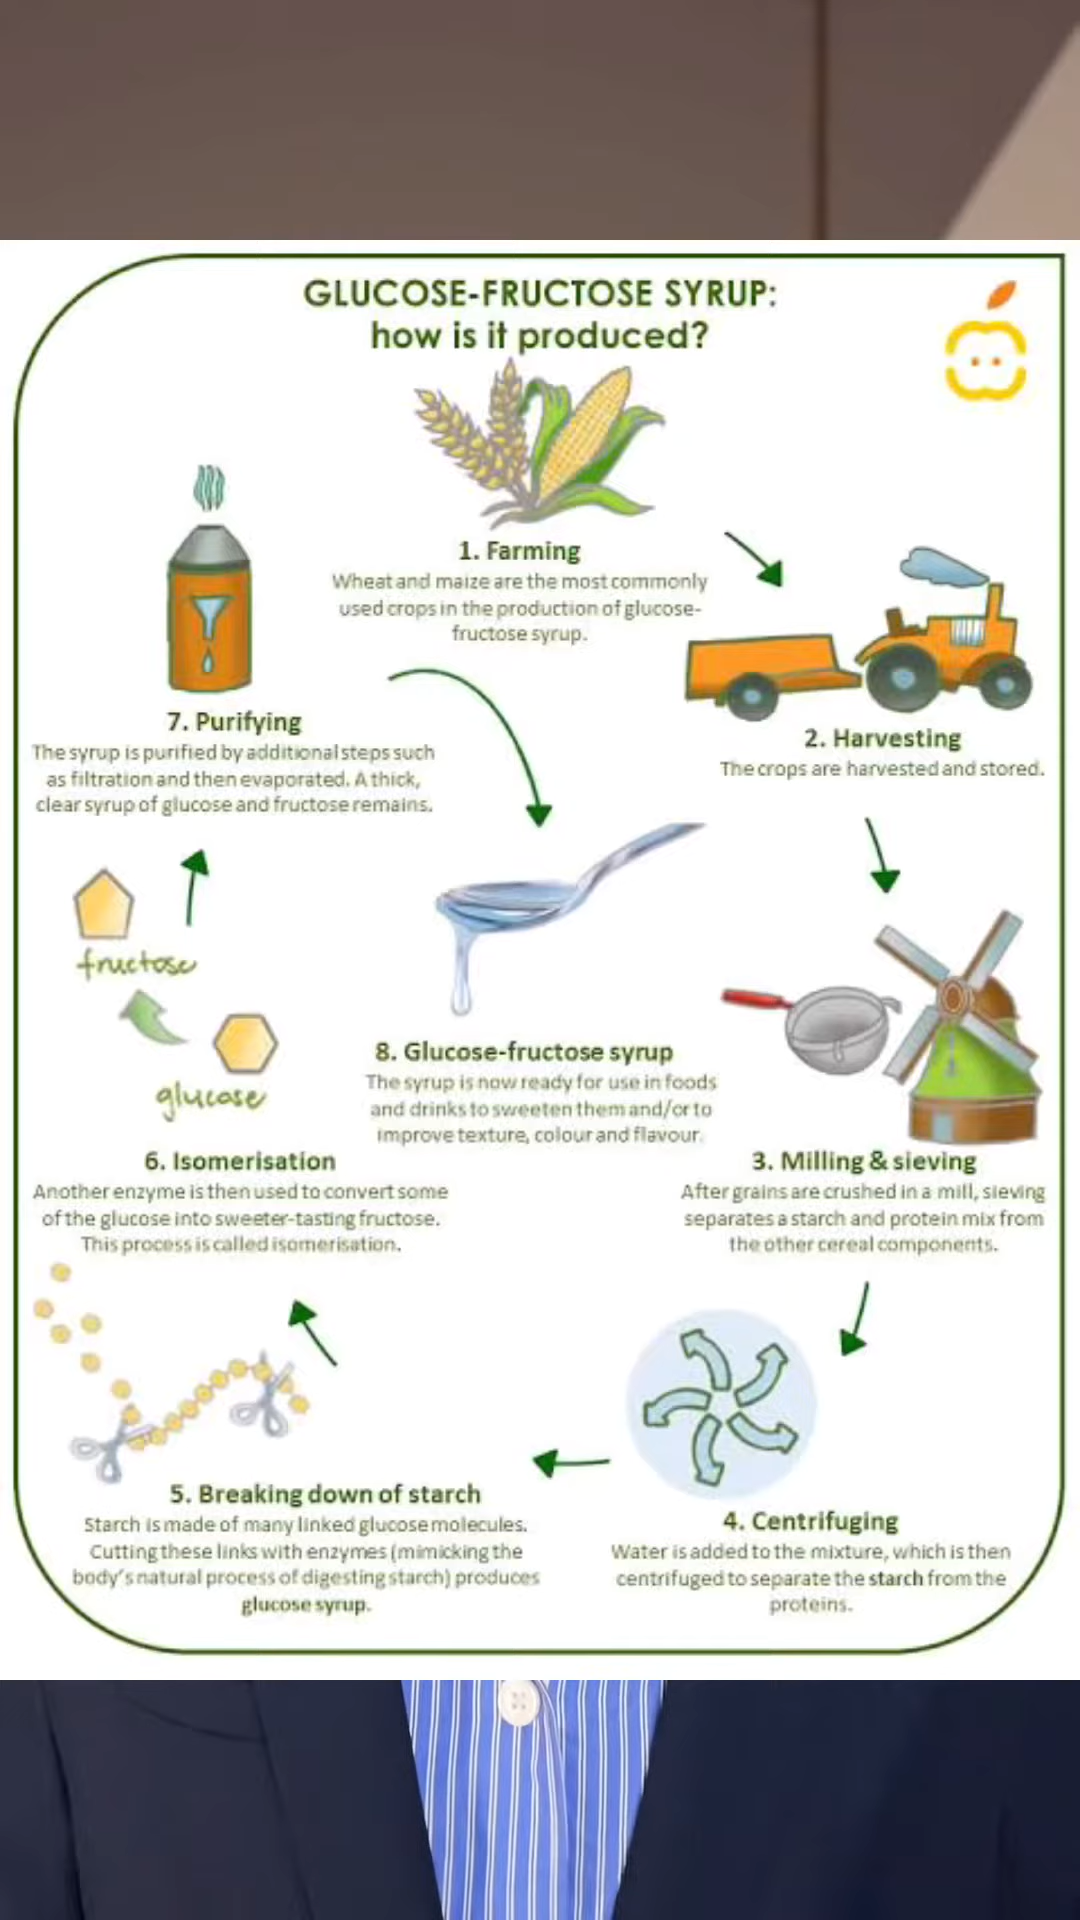 GLUCOSE-FRUCTOSE SYRUP:
how is it produced?
1. Farming
Wheat and maize are the most commonly
used crops in the production of glucose-
fructose syrup.
2. Harvesting
The crops are harvested and stored.
3. Milling & sieving
After grains are crushed in a mill, sieving
separates a starch and protein mix from
the other cereal components.
4. Centrifuging
Water is added to the mixture, which is then
centrifuged to separate the starch from the
proteins.
5. Breaking down of starch
Starch is made of many linked glucose molecules.
Cutting these links with enzymes (mimicking the
body's natural process of digesting starch) produces
glucose syrup.
fructose
glucose
6. Isomerisation
Another enzyme is then used to convert some
of the glucose into sweeter-tasting fructose.
This process is called isomerisation.
7. Purifying
The syrup is purified by additional steps such
as filtration and then evaporated. A thick,
clear syrup of glucose and fructose remains.
8. Glucose-fructose syrup
The syrup is now ready for use in foods
and drinks to sweeten them and/or to
improve texture, colour and flavour.